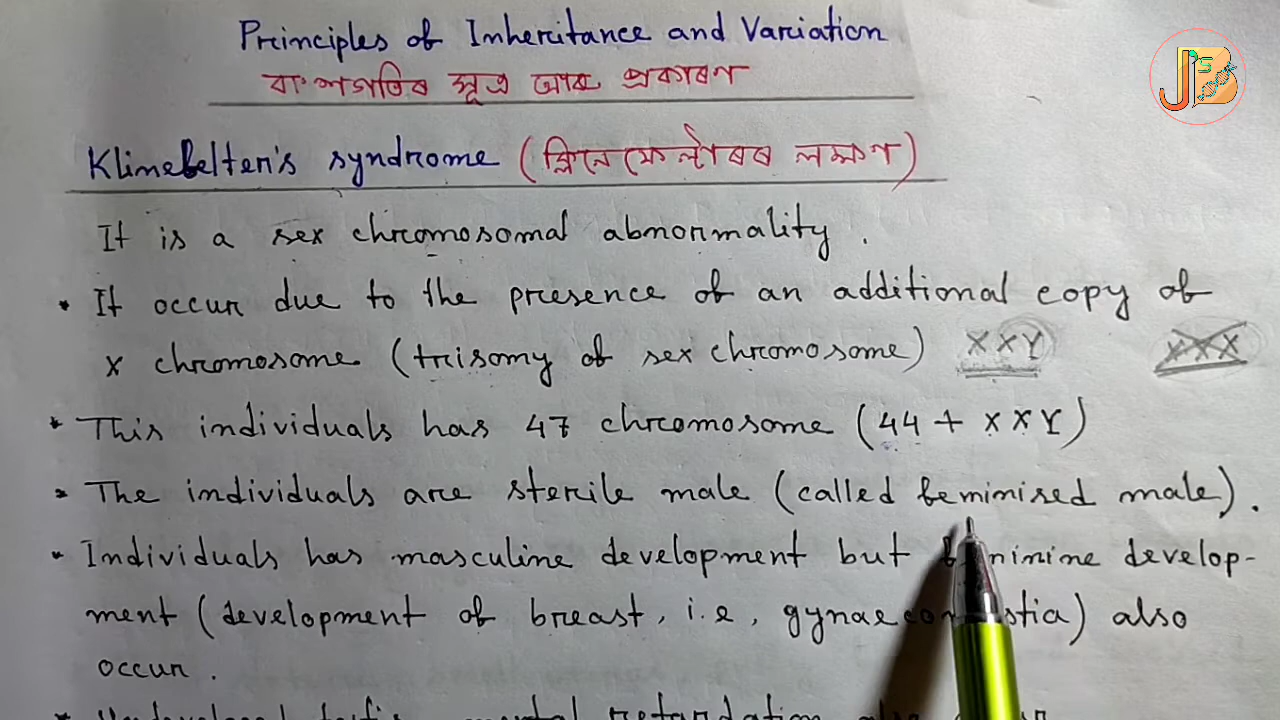 Principles of Inheritance and Variation
বাংশগতিৰ সূত্ৰ আৰু প্ৰকাৰণ
Klinefelter's syndrome (ক্লিনেফেল্টাৰৰ লক্ষণ)
It is a sex chromosomal abnormality.
• It occur due to the presence of an additional copy of
X chromosome (trisomy of sex chromosome) XXY XXX
* This individuals has 47 chromosome (44 + XXY)
* The individuals are sterile male (called feminised male).
* Individuals has masculine development but feminine develop-
ment (development of breast, i.e, gynaecomastia) also
occur.
mental retardation also
J'S B